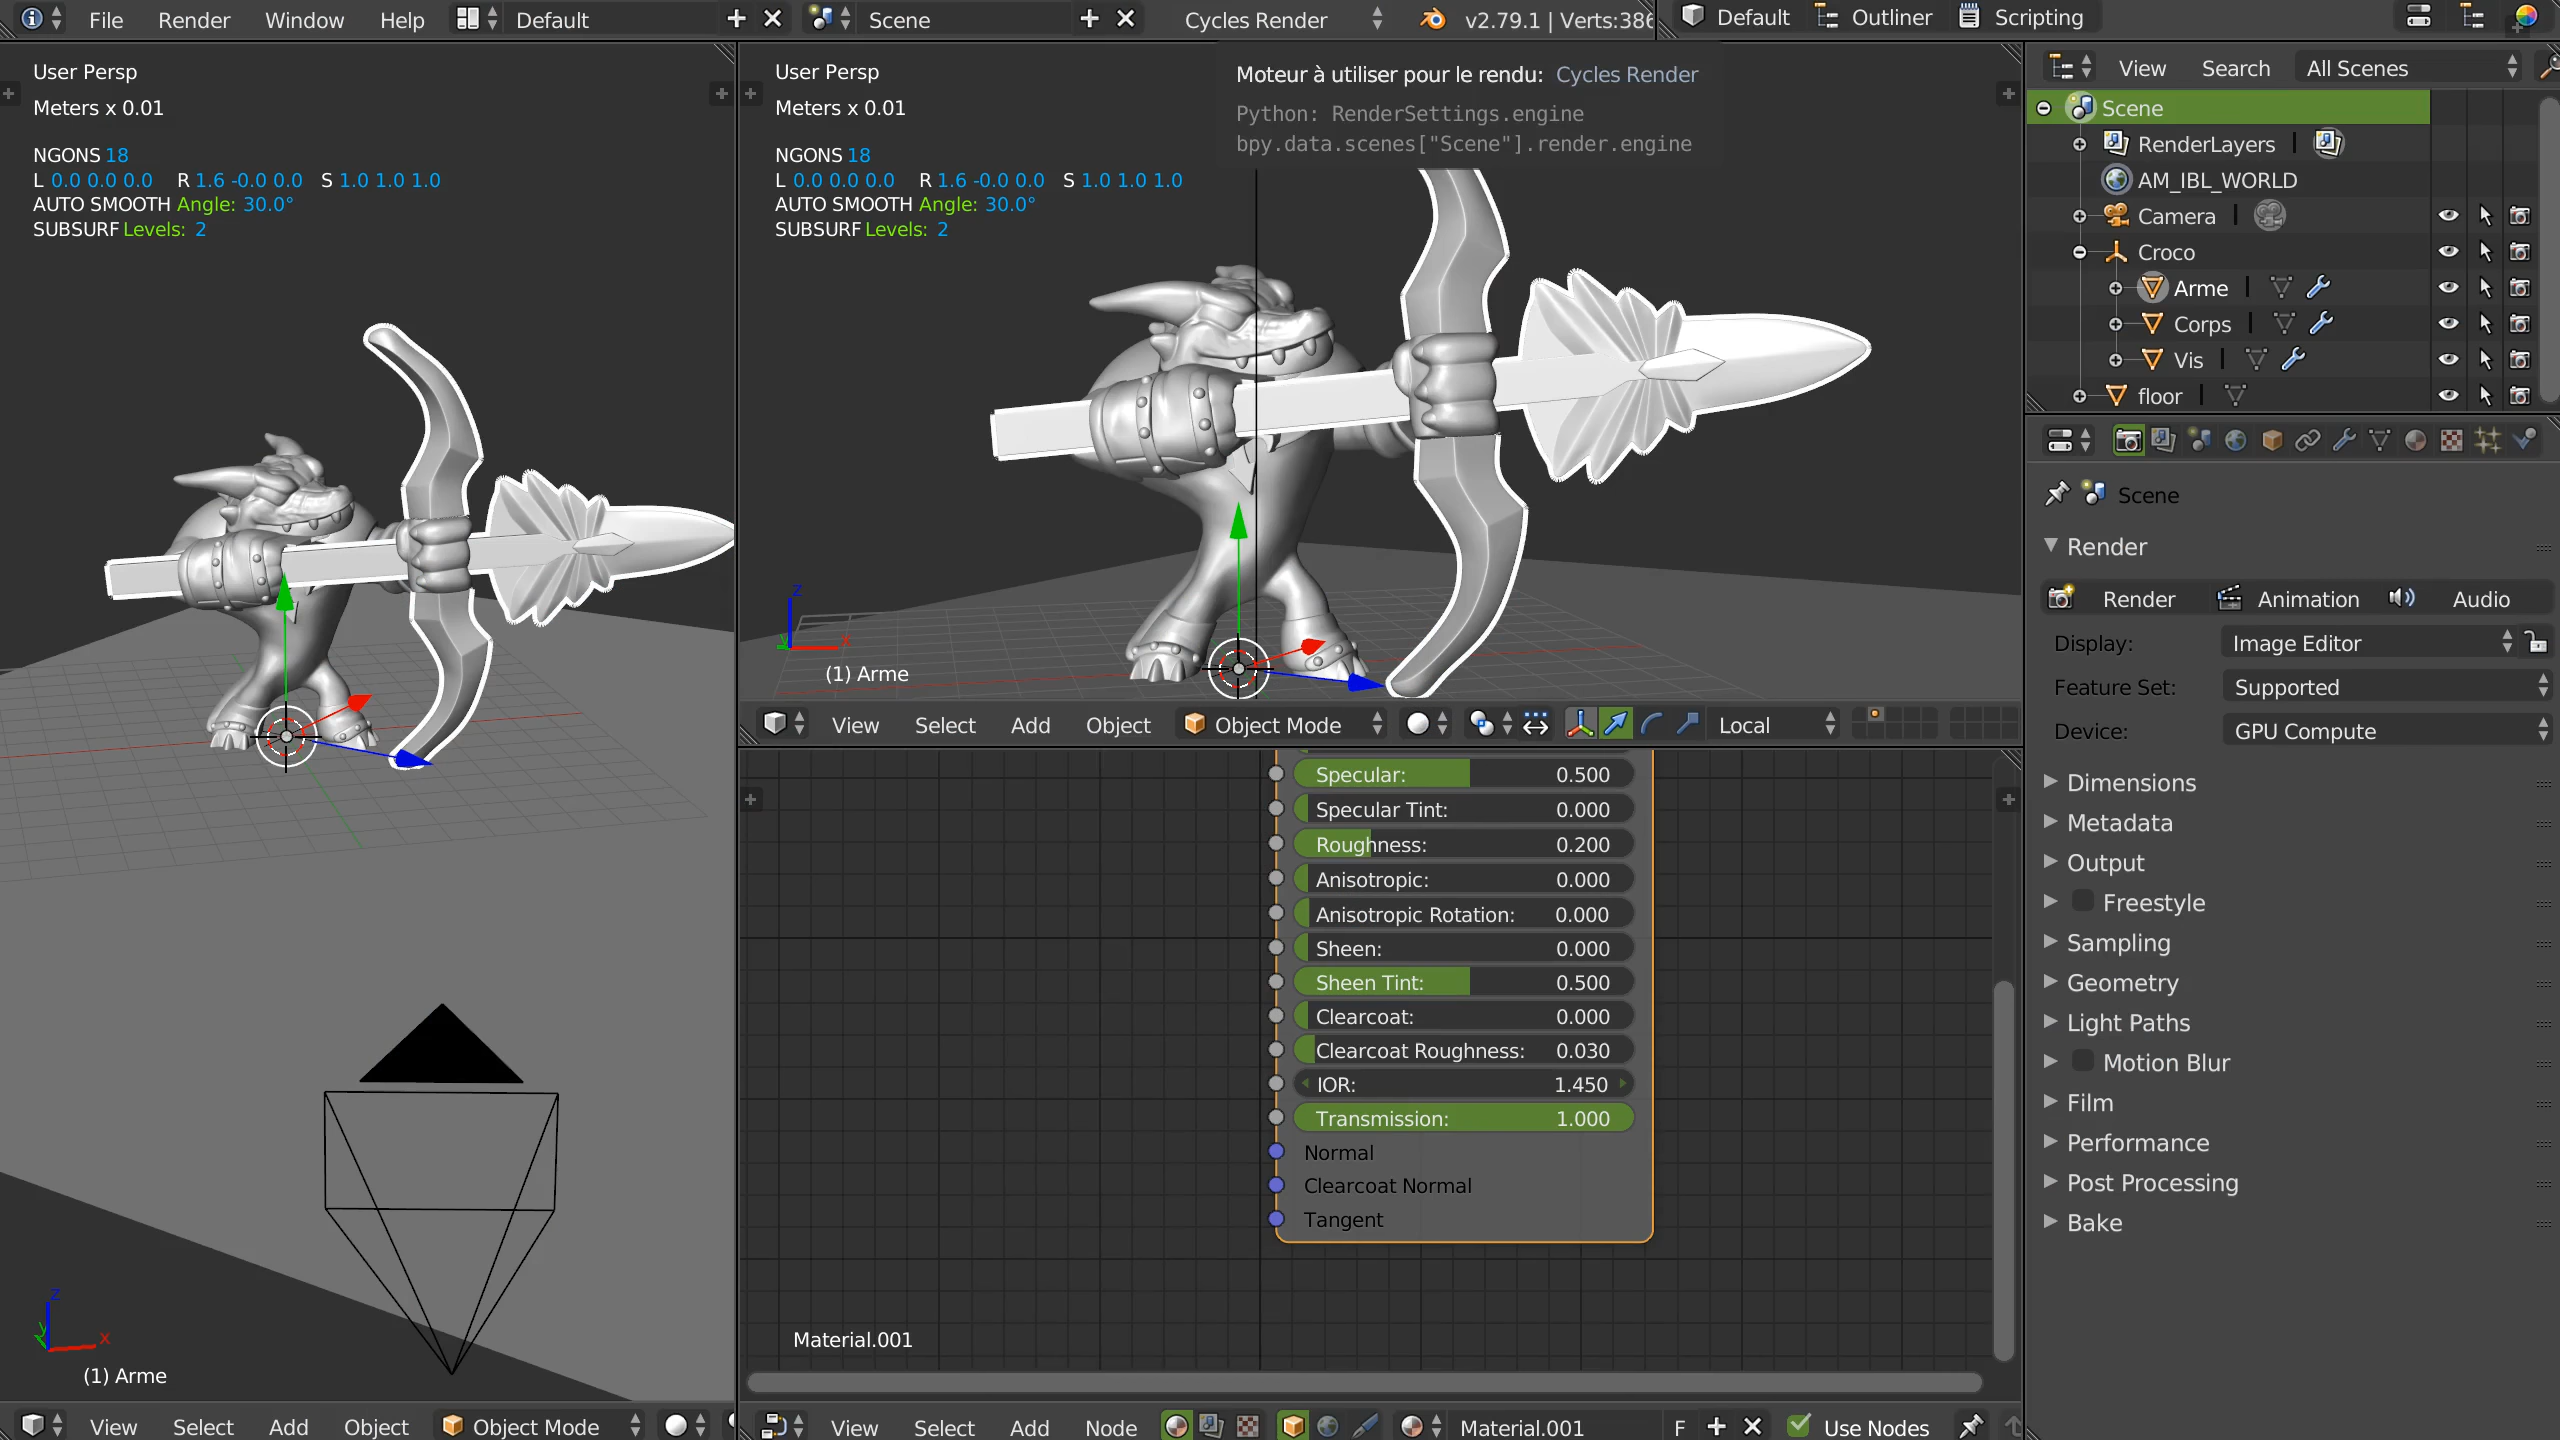 File Render Window Help Default Scene Cycles Render v2.79.1 | Verts:386 Default Outliner Scripting
User Persp
Meters x 0.01
NGONS 18
L 0.0 0.0 0.0 R 1.6 -0.0 0.0 S 1.0 1.0 1.0
AUTO SMOOTH Angle: 30.0°
SUBSURF Levels: 2
z
y
x
(1) Arme
View Select Add Object Object Mode
User Persp
Meters x 0.01
NGONS 18
L 0.0 0.0 0.0 R 1.6 -0.0 0.0 S 1.0 1.0 1.0
AUTO SMOOTH Angle: 30.0°
SUBSURF Levels: 2
Moteur à utiliser pour le rendu: Cycles Render
Python: RenderSettings.engine
bpy.data.scenes["Scene"].render.engine
z
y
x
(1) Arme
View Select Add Object Object Mode Local
Specular: 0.500
Specular Tint: 0.000
Roughness: 0.200
Anisotropic: 0.000
Anisotropic Rotation: 0.000
Sheen: 0.000
Sheen Tint: 0.500
Clearcoat: 0.000
Clearcoat Roughness: 0.030
IOR: 1.450
Transmission: 1.000
Normal
Clearcoat Normal
Tangent
Material.001
View Select Add Node Material.001 F Use Nodes
View Search All Scenes
Scene
RenderLayers
AM_IBL_WORLD
Camera
Croco
Arme
Corps
Vis
floor
Scene
Render
Render Animation Audio
Display: Image Editor
Feature Set: Supported
Device: GPU Compute
Dimensions
Metadata
Output
Freestyle
Sampling
Geometry
Light Paths
Motion Blur
Film
Performance
Post Processing
Bake